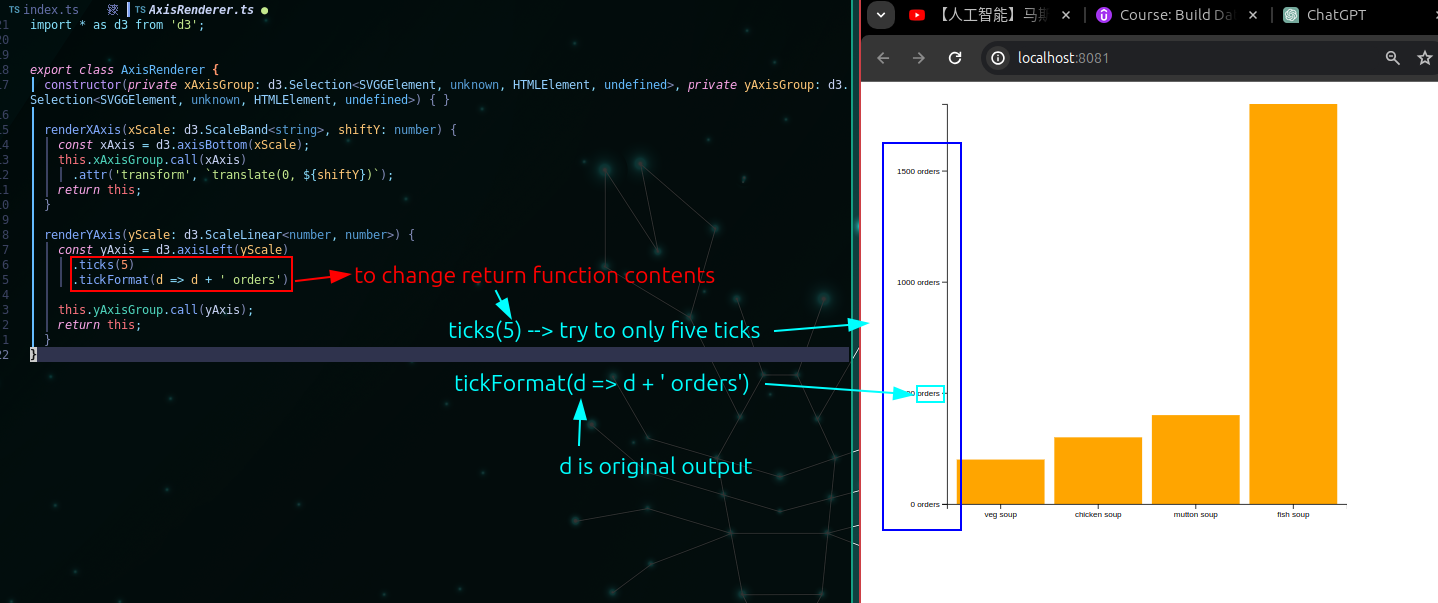 TS index.ts
TS AxisRenderer.ts ●
21 import * as d3 from 'd3';
20
19
18 export class AxisRenderer {
17 constructor(private xAxisGroup: d3.Selection<SVGGElement, unknown, HTMLElement, undefined>, private yAxisGroup: d3.
Selection<SVGGElement, unknown, HTMLElement, undefined>) { }
16
15 renderXAxis(xScale: d3.ScaleBand<string>, shiftY: number) {
14 const xAxis = d3.axisBottom(xScale);
13 this.xAxisGroup.call(xAxis)
12 .attr('transform', `translate(0, ${shiftY})`);
11 return this;
10 }
9
8 renderYAxis(yScale: d3.ScaleLinear<number, number>) {
7 const yAxis = d3.axisLeft(yScale)
6 .ticks(5)
5 .tickFormat(d => d + ' orders')
4
3 this.yAxisGroup.call(yAxis);
2 return this;
1 }
22 }
to change return function contents
ticks(5) --> try to only five ticks
tickFormat(d => d + ' orders')
d is original output
【人工智能】马斯
Course: Build Da
ChatGPT
localhost:8081
1500 orders
1000 orders
orders
0 orders
veg soup
chicken soup
mutton soup
fish soup